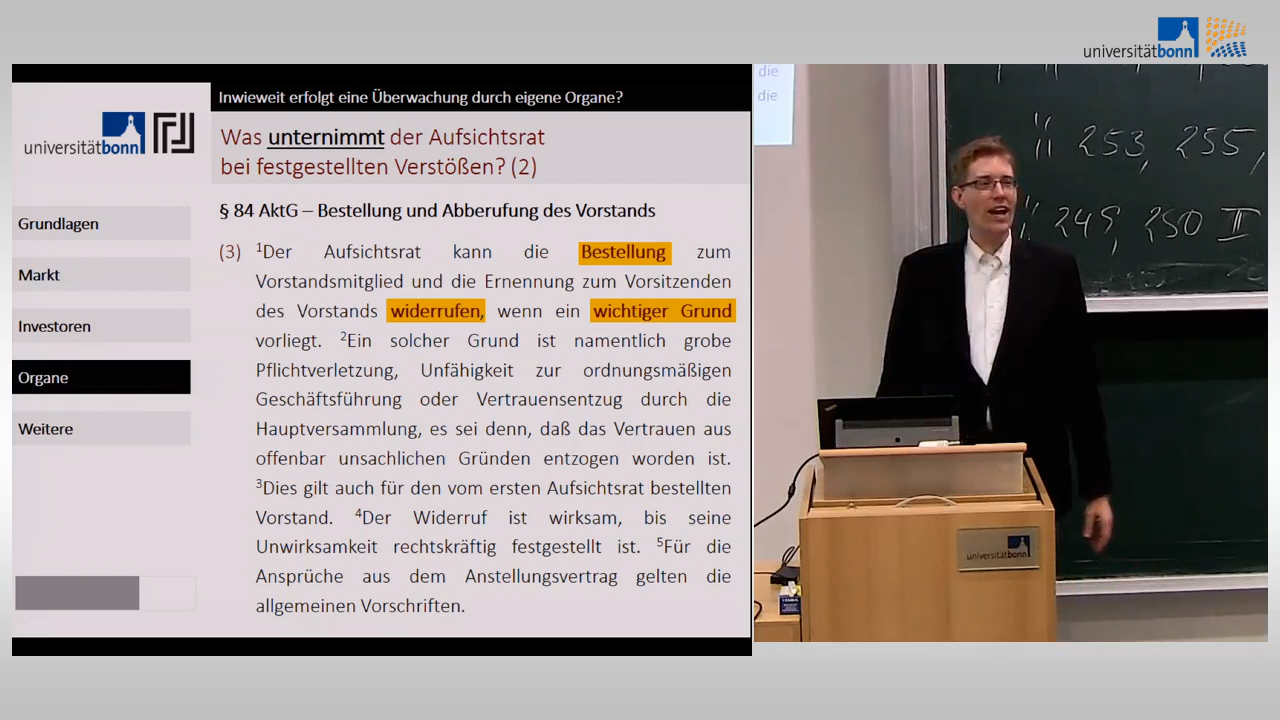 universitätbonn
Inwieweit erfolgt eine Überwachung durch eigene Organe?
universitätbonn
Was unternimmt der Aufsichtsrat
bei festgestellten Verstößen? (2)
Grundlagen
Markt
Investoren
Organe
Weitere
§ 84 AktG – Bestellung und Abberufung des Vorstands
(3) ¹Der Aufsichtsrat kann die Bestellung zum
Vorstandsmitglied und die Ernennung zum Vorsitzenden
des Vorstands widerrufen, wenn ein wichtiger Grund
vorliegt. ²Ein solcher Grund ist namentlich grobe
Pflichtverletzung, Unfähigkeit zur ordnungsmäßigen
Geschäftsführung oder Vertrauensentzug durch die
Hauptversammlung, es sei denn, daß das Vertrauen aus
offenbar unsachlichen Gründen entzogen worden ist.
³Dies gilt auch für den vom ersten Aufsichtsrat bestellten
Vorstand. ⁴Der Widerruf ist wirksam, bis seine
Unwirksamkeit rechtskräftig festgestellt ist. ⁵Für die
Ansprüche aus dem Anstellungsvertrag gelten die
allgemeinen Vorschriften.
die
die
" 253, 255,
" 249, 250 II
universitätbonn